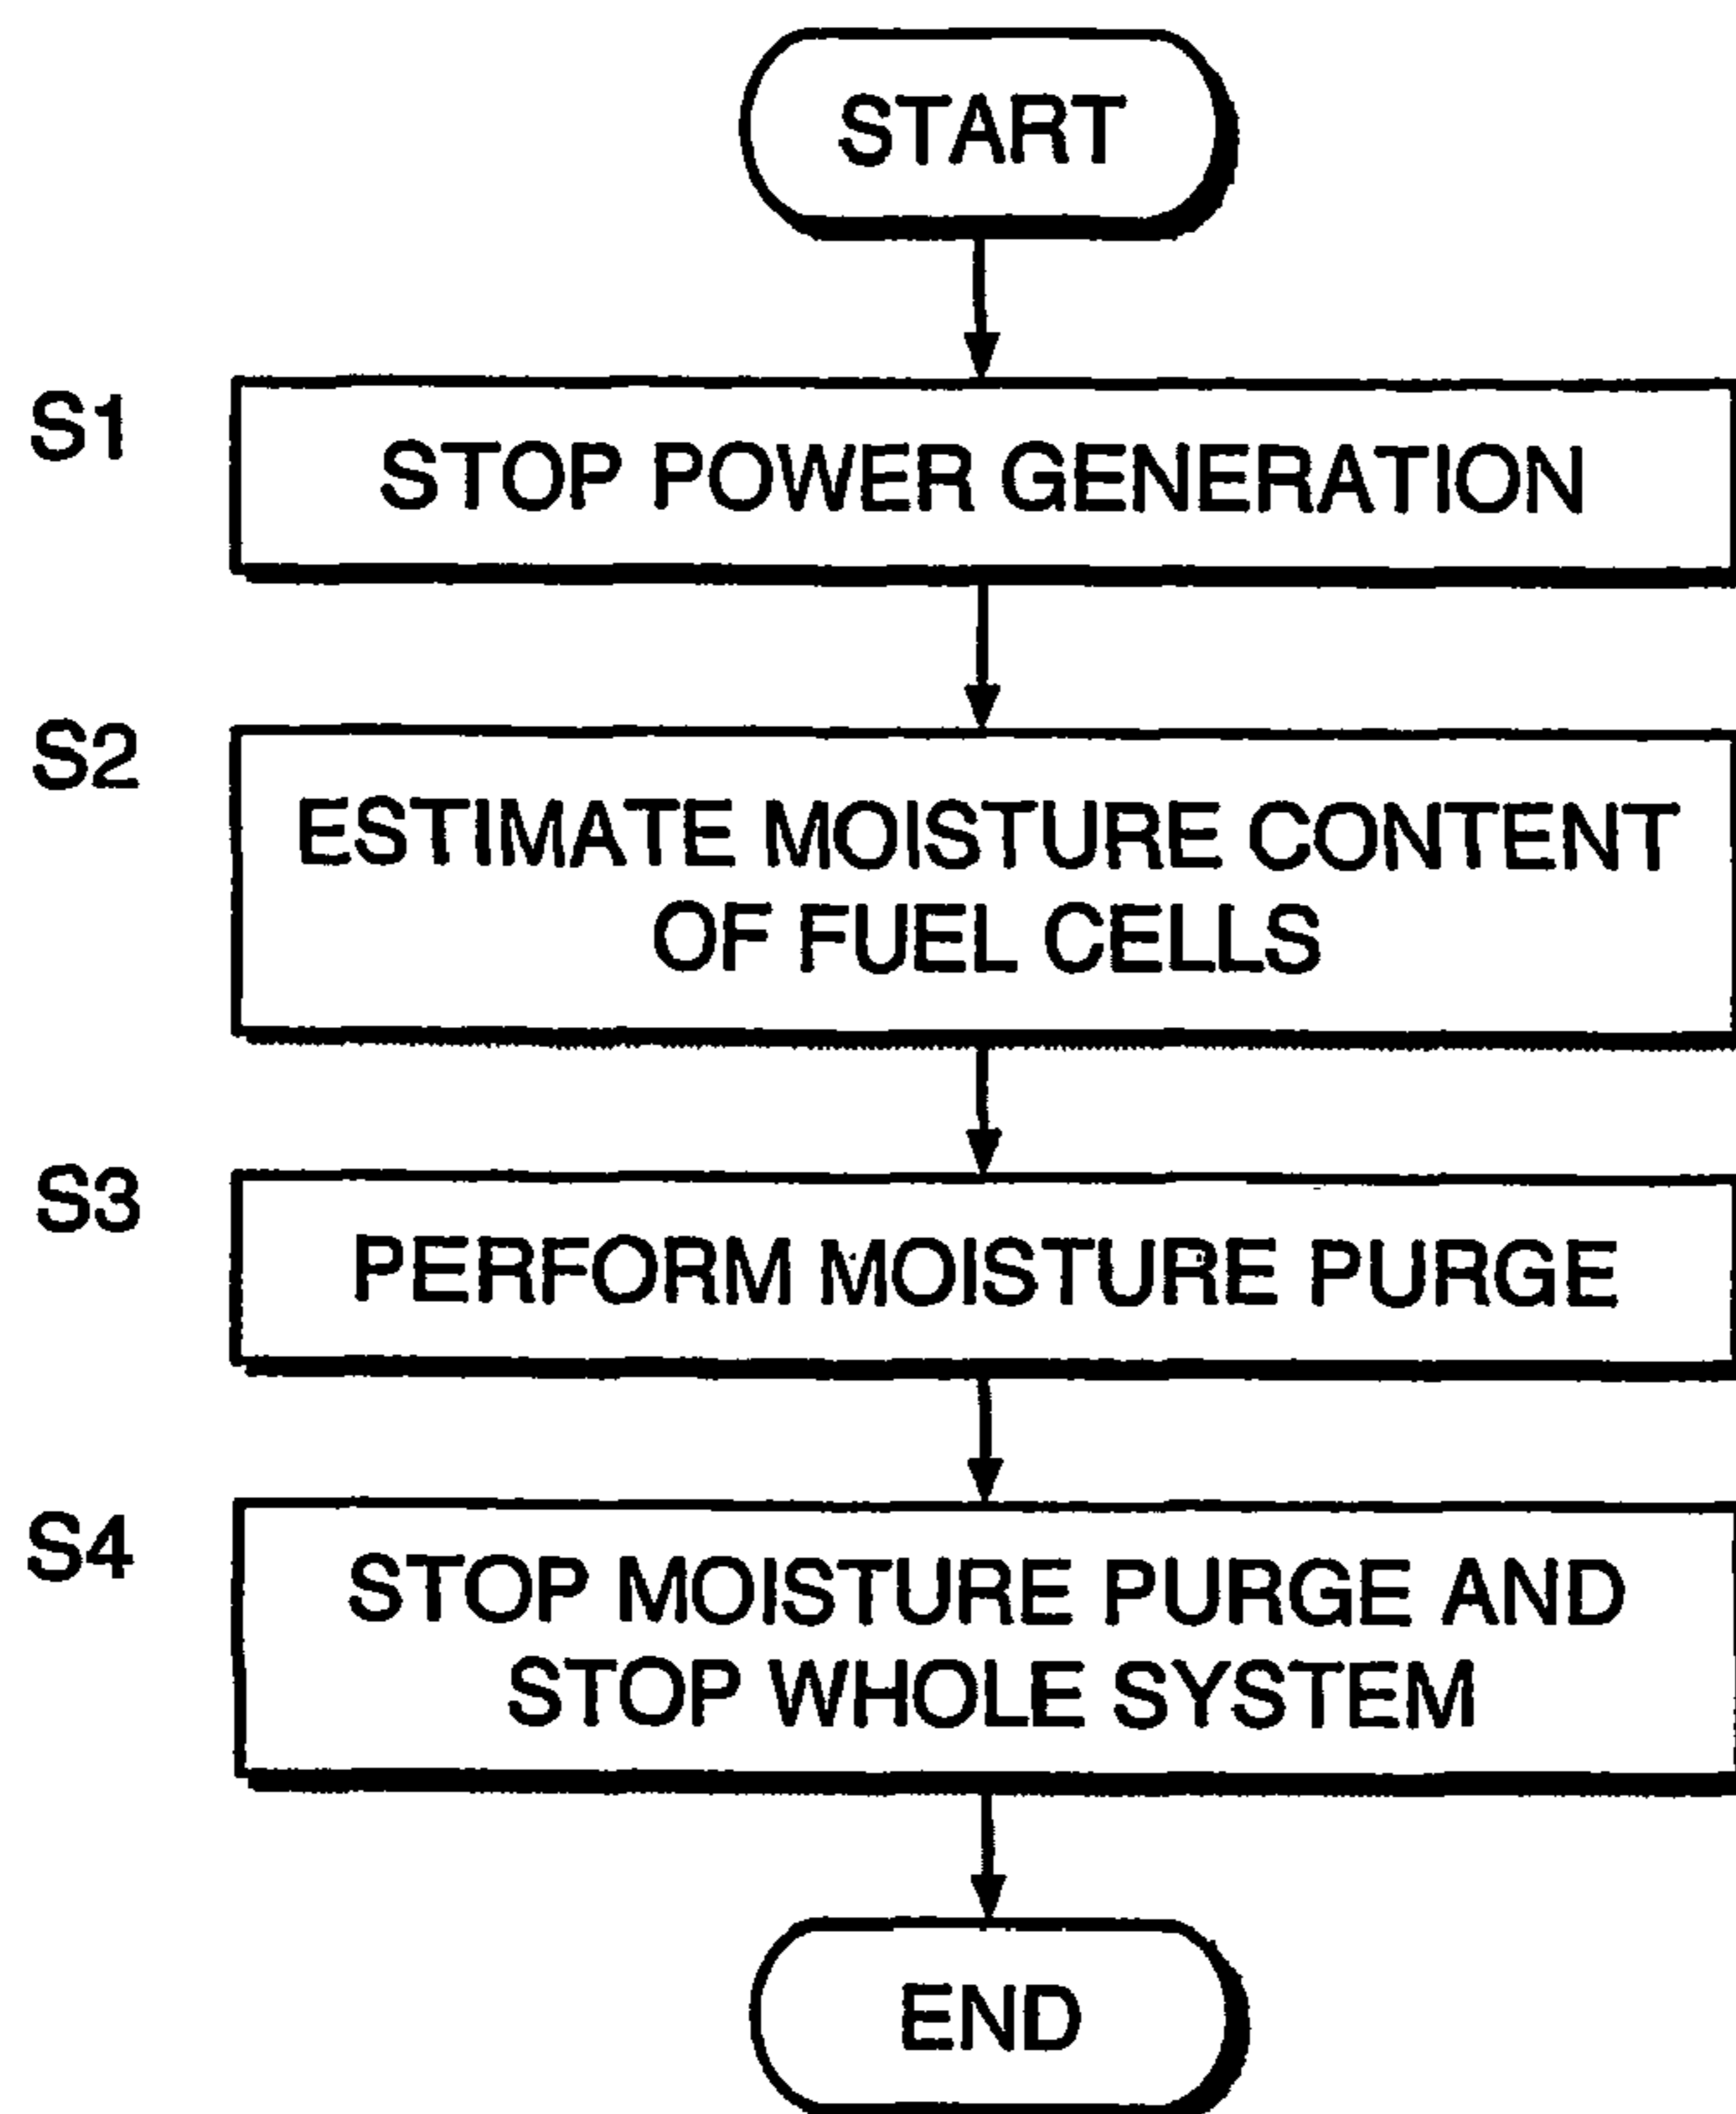 START
S1
STOP POWER GENERATION
S2
ESTIMATE MOISTURE CONTENT
OF FUEL CELLS
S3
PERFORM MOISTURE PURGE
S4
STOP MOISTURE PURGE AND
STOP WHOLE SYSTEM
END